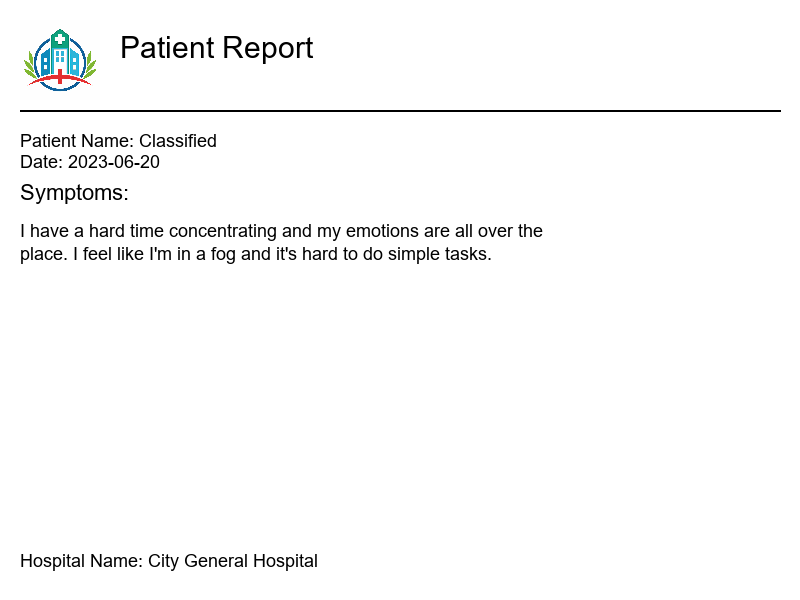 Patient Report
Patient Name: Classified
Date: 2023-06-20
Symptoms:
I have a hard time concentrating and my emotions are all over the
place. I feel like I'm in a fog and it's hard to do simple tasks.
Hospital Name: City General Hospital